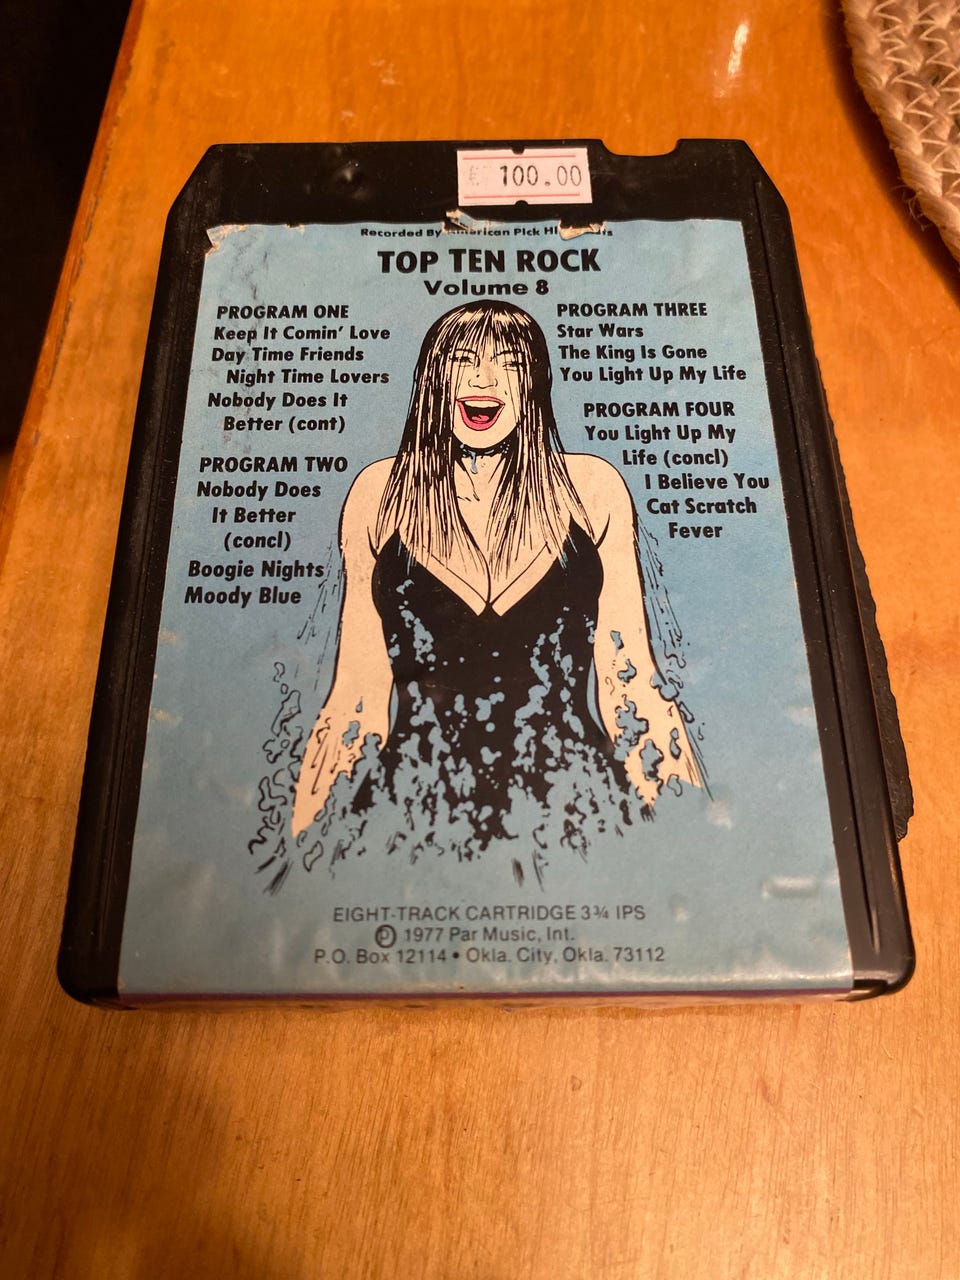 100.00
Recorded By American Pick Hi
TOP TEN ROCK
Volume 8
PROGRAM ONE
Keep It Comin' Love
Day Time Friends
Night Time Lovers
Nobody Does It
Better (cont)
PROGRAM TWO
Nobody Does
It Better
(concl)
Boogie Nights
Moody Blue
PROGRAM THREE
Star Wars
The King Is Gone
You Light Up My Life
PROGRAM FOUR
You Light Up My
Life (concl)
I Believe You
Cat Scratch
Fever
EIGHT-TRACK CARTRIDGE 3¾ IPS
Ⓟ 1977 Par Music, Int.
P.O. Box 12114 • Okla. City, Okla. 73112